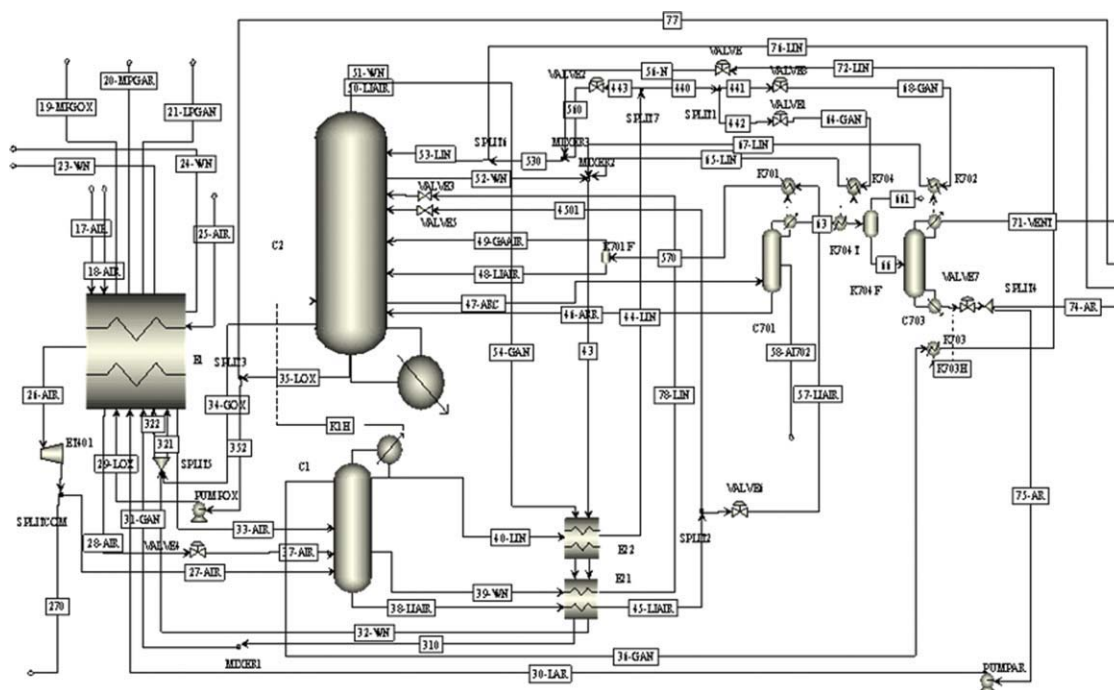 77
51-WN
50-LIAIR
20-MPGAR
19-MPGOX
21-LPGAN
76-LIN
VALVE
VALVE2
56-N
72-LIN
VALVE8
443
440
441
68-GAN
560
SPLIT7
SPLIT1
VALVE1
442
64-GAN
SPLIT6
MIXER3
53-LIN
530
MIXER2
67-LIN
65-LIN
24-WN
23-WN
52-WN
K701
K704
K702
VALVE3
661
4501
VALVE5
63
71-VENT
17-AIR
25-AIR
49-GAAIR
K701F
570
K704I
C2
18-AIR
48-LIAIR
66
VALVE7
SPLIT4
47-ARC
K704F
46-ARR
44-LIN
C701
C703
74-AR
E1
SPLIT3
54-GAN
43
58-AI702
K703
35-LOX
K703H
26-AIR
34-GOX
78-LIN
57-LIAIR
322
321
K1H
352
ET401
29-LOX
SPLIT5
C1
PUMPOX
75-AR
SPLITCOM
31-GAN
33-AIR
40-LIN
SPLIT2
28-AIR
VALVE4
37-AIR
E22
27-AIR
E21
39-WN
270
38-LIAIR
45-LIAIR
32-WN
310
MIXER1
36-GAN
30-LAR
PUMPAR